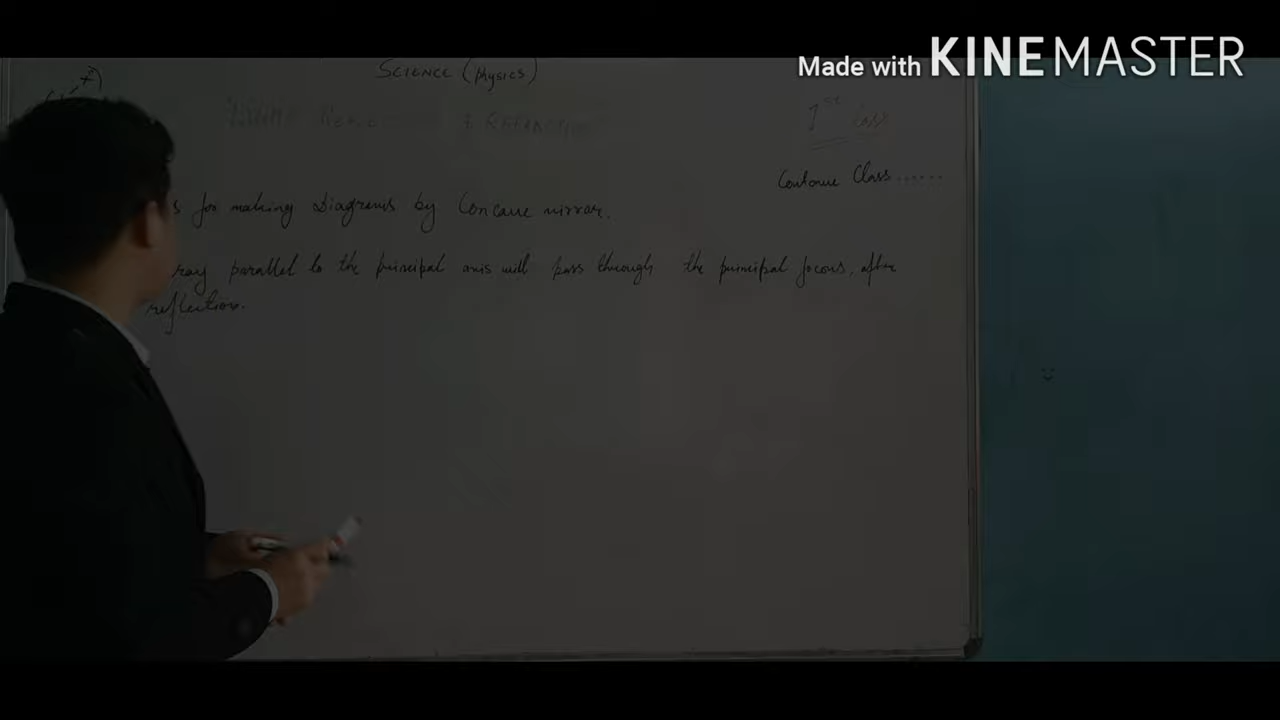 Made with KINEMASTER
SCIENCE (Physics)
1st Class
Contonue Class......
s for making Diagrams by Concave mirror.
ray parallel to the principal axis will pass through the principal focus, after
reflection.